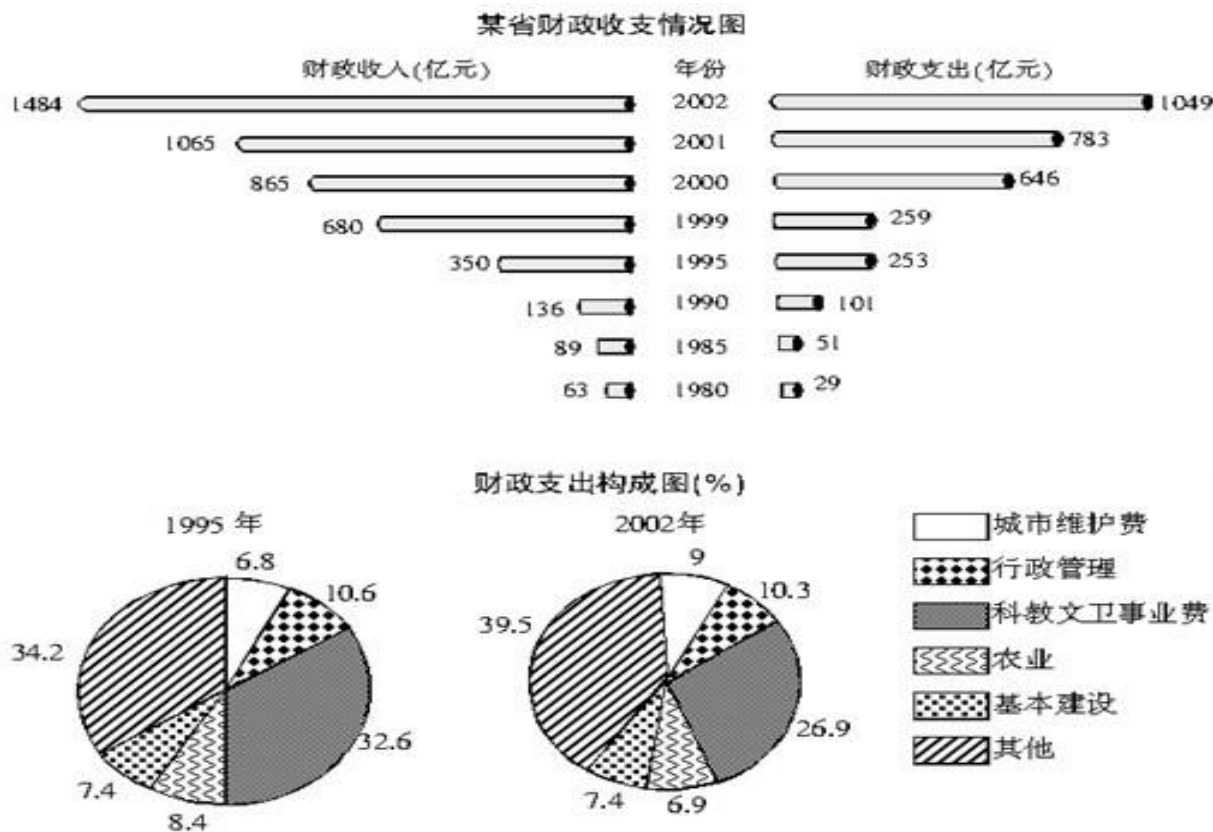 某省财政收支情况图
财政收人(亿元) 年份 财政支出(亿元)
1484 2002 1049
1065 2001 783
865 2000 646
680 1999 259
350 1995 253
136 1990 101
89 1985 51
63 1980 29
财政支出构成图(%)
1995 年
6.8
10.6
32.6
8.4
7.4
34.2
2002年
9
10.3
26.9
6.9
7.4
39.5
城市维护费
行政管理
科教文卫事业费
农业
基本建设
其他